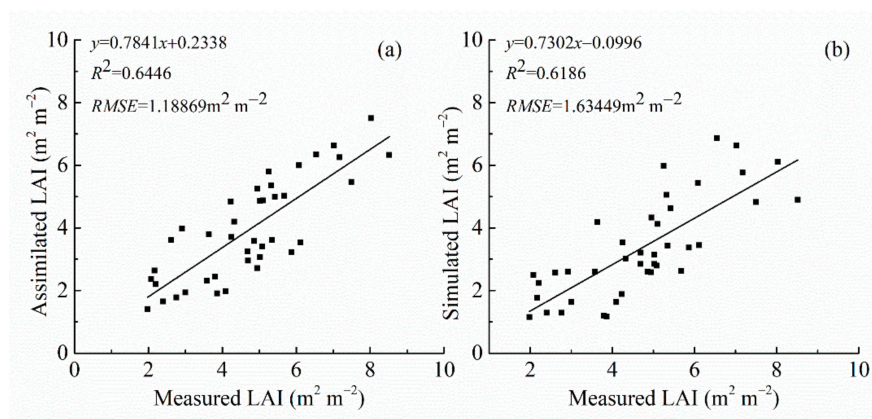 y=0.7841x+0.2338
(a)
R²=0.6446
RMSE=1.18869m² m⁻²
Assimilated LAI (m² m⁻²)
10
8
6
4
2
0
0 2 4 6 8 10
Measured LAI (m² m⁻²)
y=0.7302x−0.0996
(b)
R²=0.6186
RMSE=1.63449m² m⁻²
Simulated LAI (m² m⁻²)
10
8
6
4
2
0
2 4 6 8 10
Measured LAI (m² m⁻²)